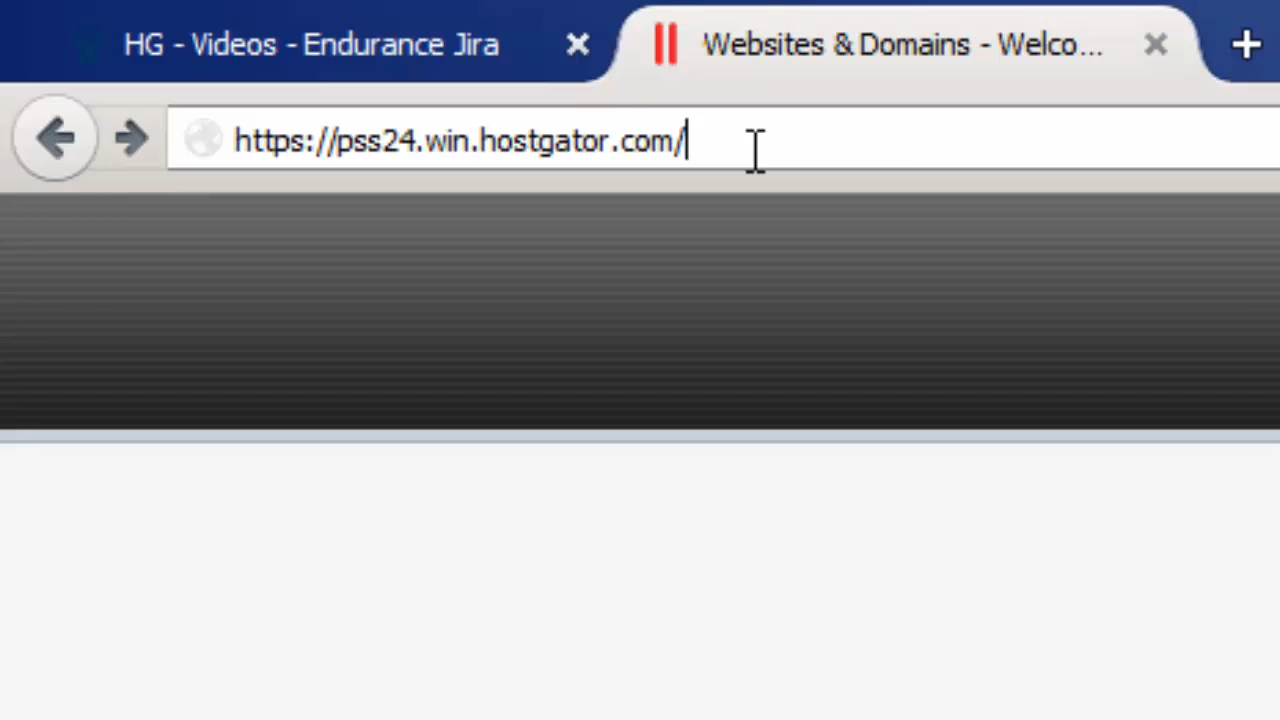 HG - Videos - Endurance Jira
Websites & Domains - Welco...
https://pss24.win.hostgator.com/